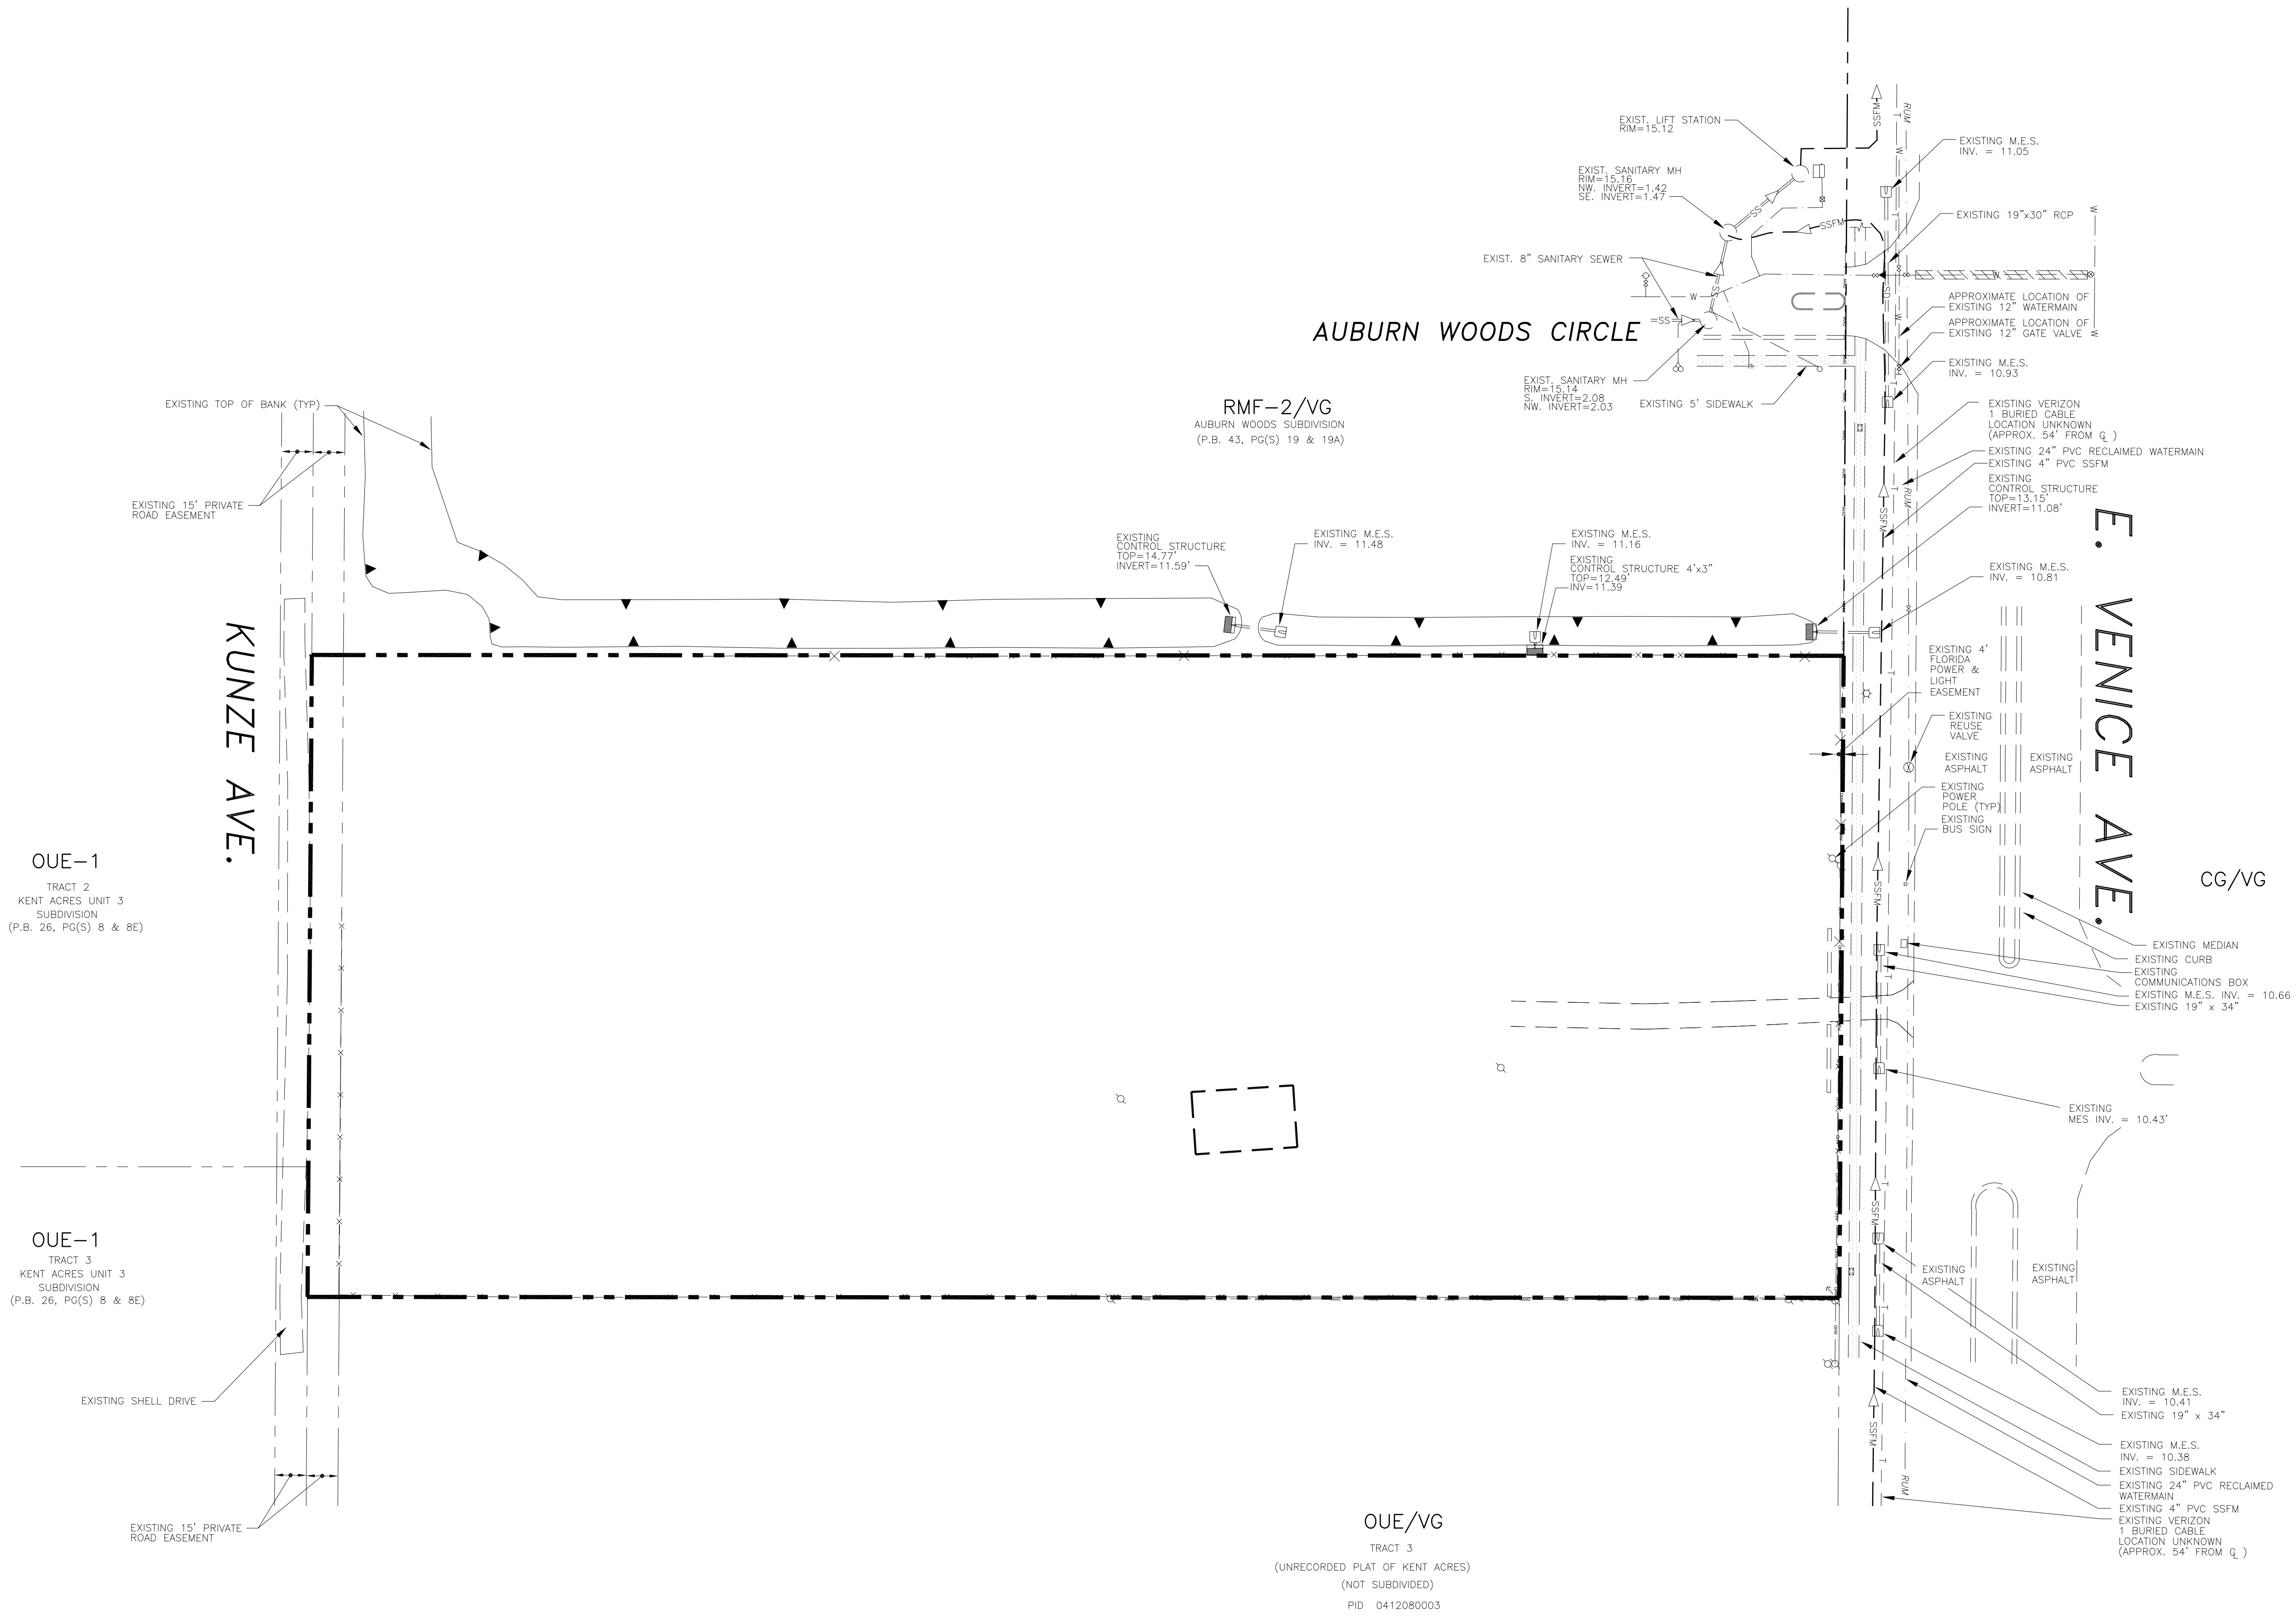 EXIST. LIFT STATION
RIM=15.12
EXIST. SANITARY MH
RIM=15.16
NW. INVERT=1.42
SE. INVERT=1.47
EXIST. 8" SANITARY SEWER
AUBURN WOODS CIRCLE
EXIST. SANITARY MH
RIM=15.14
S. INVERT=2.08
NW. INVERT=2.03
EXISTING 5' SIDEWALK
RMF-2/VG
AUBURN WOODS SUBDIVISION
(P.B. 43, PG(S) 19 & 19A)
SS
SS
=SS
W
SSFM
SSFM
SD
RUM
T
W
W
W
W
W
T
EXISTING M.E.S.
INV. = 11.05
EXISTING 19"x30" RCP
APPROXIMATE LOCATION OF
EXISTING 12" WATERMAIN
APPROXIMATE LOCATION OF
EXISTING 12" GATE VALVE
EXISTING M.E.S.
INV. = 10.93
EXISTING VERIZON
1 BURIED CABLE
LOCATION UNKNOWN
(APPROX. 54' FROM ℄ )
EXISTING 24" PVC RECLAIMED WATERMAIN
EXISTING 4" PVC SSFM
EXISTING
CONTROL STRUCTURE
TOP=13.15'
INVERT=11.08'
EXISTING M.E.S.
INV. = 10.81
EXISTING TOP OF BANK (TYP)
EXISTING 15' PRIVATE
ROAD EASEMENT
EXISTING
CONTROL STRUCTURE
TOP=14.77'
INVERT=11.59'
EXISTING M.E.S.
INV. = 11.48
EXISTING M.E.S.
INV. = 11.16
EXISTING
CONTROL STRUCTURE 4'x3"
TOP=12.49'
INV=11.39
KUNZE AVE.
E. VENICE AVE.
RUM
SSFM
T
EXISTING 4'
FLORIDA
POWER &
LIGHT
EASEMENT
EXISTING
REUSE
VALVE
EXISTING
ASPHALT
EXISTING
ASPHALT
EXISTING
POWER
POLE (TYP)
EXISTING
BUS SIGN
SSFM
CG/VG
OUE-1
TRACT 2
KENT ACRES UNIT 3
SUBDIVISION
(P.B. 26, PG(S) 8 & 8E)
EXISTING MEDIAN
EXISTING CURB
EXISTING
COMMUNICATIONS BOX
EXISTING M.E.S. INV. = 10.66
EXISTING 19" x 34"
EXISTING
MES INV. = 10.43'
OUE-1
TRACT 3
KENT ACRES UNIT 3
SUBDIVISION
(P.B. 26, PG(S) 8 & 8E)
SSFM
T
EXISTING
ASPHALT
EXISTING
ASPHALT
EXISTING SHELL DRIVE
EXISTING 15' PRIVATE
ROAD EASEMENT
SSFM
T
RUM
EXISTING M.E.S.
INV. = 10.41
EXISTING 19" x 34"
EXISTING M.E.S.
INV. = 10.38
EXISTING SIDEWALK
EXISTING 24" PVC RECLAIMED
WATERMAIN
EXISTING 4" PVC SSFM
EXISTING VERIZON
1 BURIED CABLE
LOCATION UNKNOWN
(APPROX. 54' FROM ℄ )
OUE/VG
TRACT 3
(UNRECORDED PLAT OF KENT ACRES)
(NOT SUBDIVIDED)
PID 0412080003